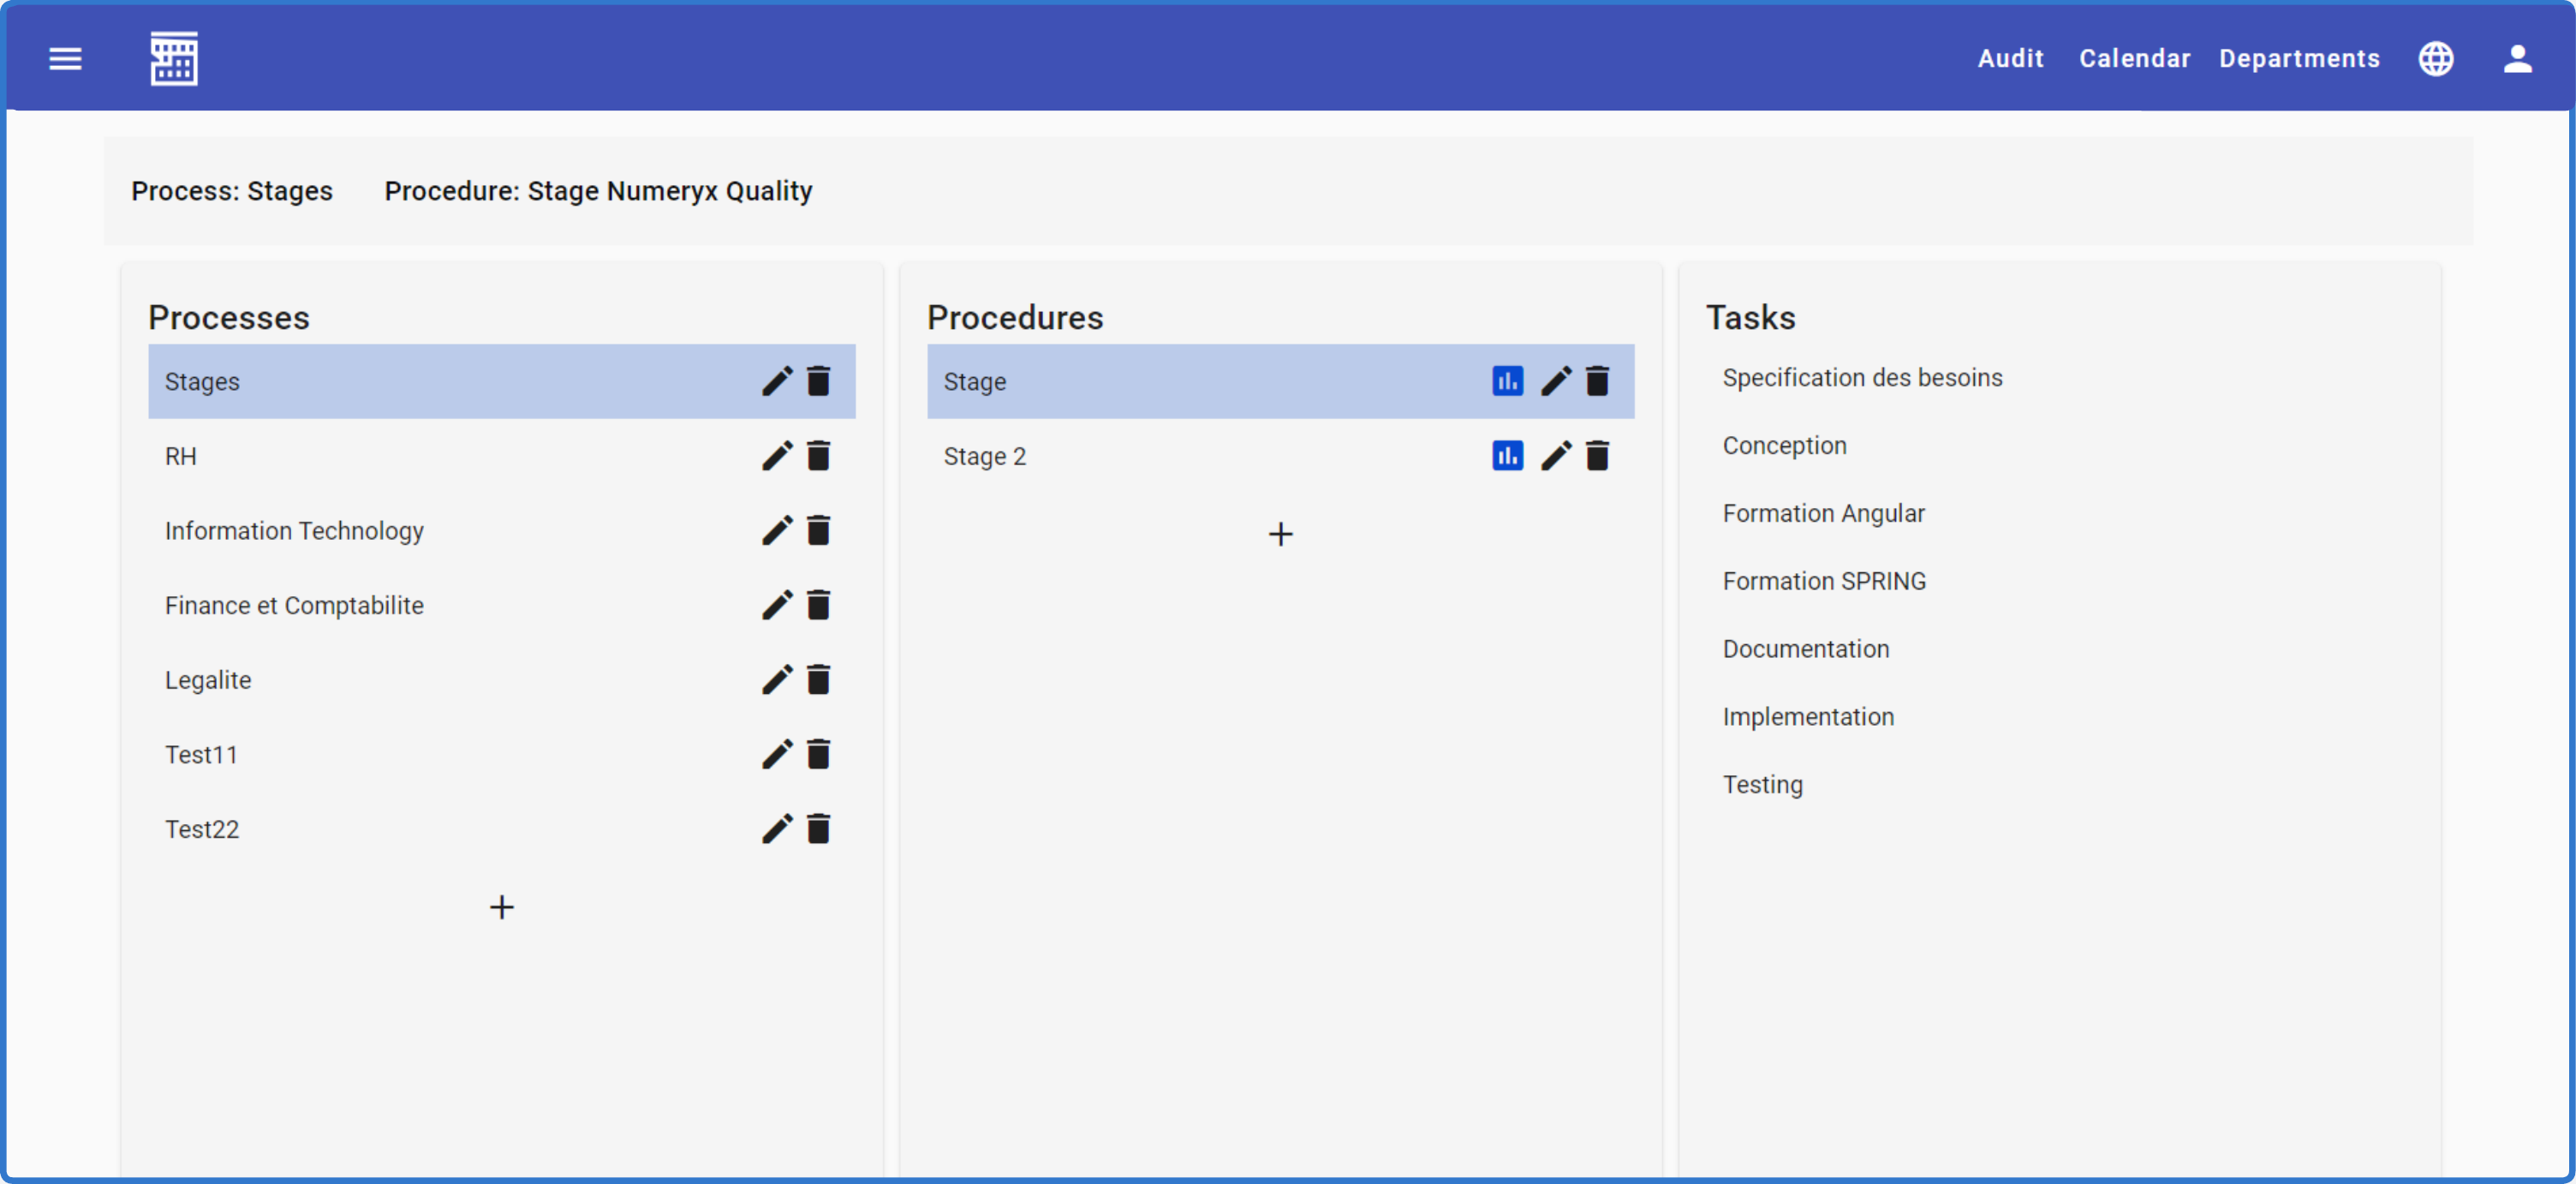 Audit Calendar Departments
Process: Stages Procedure: Stage Numeryx Quality
Processes
Stages
RH
Information Technology
Finance et Comptabilite
Legalite
Test11
Test22
+
Procedures
Stage
Stage 2
+
Tasks
Specification des besoins
Conception
Formation Angular
Formation SPRING
Documentation
Implementation
Testing